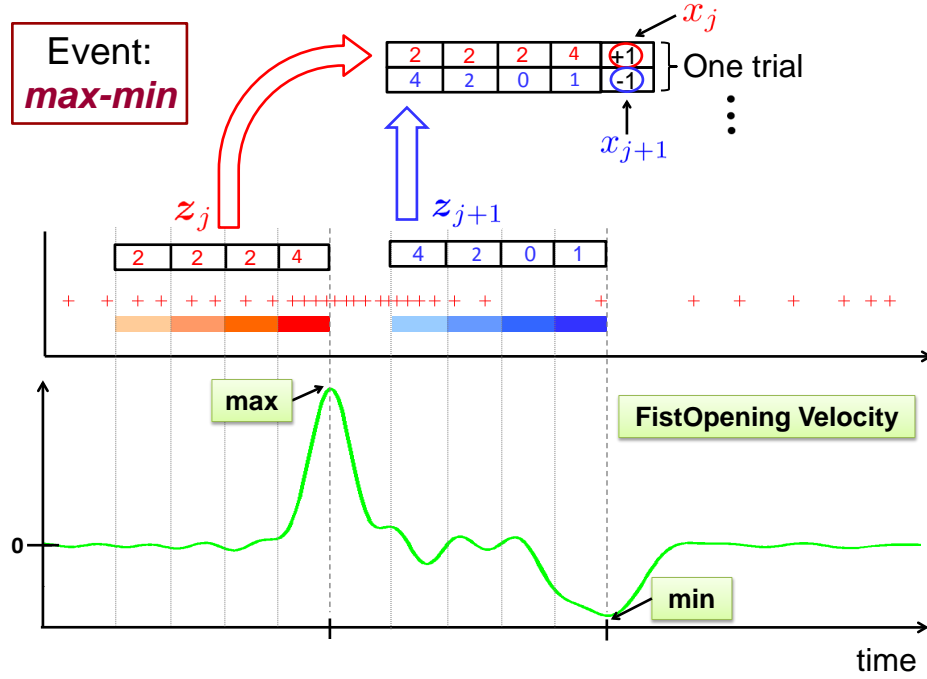 Event:
max-min
x_j
2 2 2 4 +1
4 2 0 1 -1
One trial
x_{j+1}
z_j
z_{j+1}
2 2 2 4
4 2 0 1
max
FistOpening Velocity
0
min
time